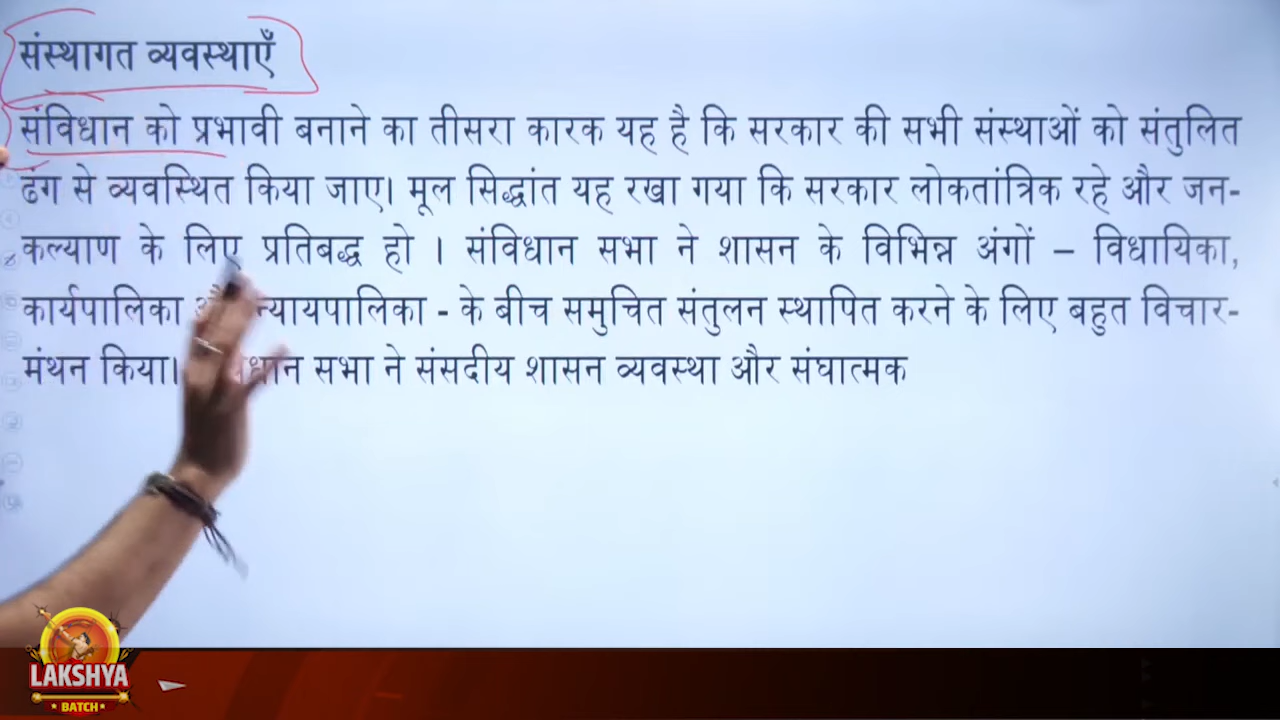 संस्थागत व्यवस्थाएँ
संविधान को प्रभावी बनाने का तीसरा कारक यह है कि सरकार की सभी संस्थाओं को संतुलित
ढंग से व्यवस्थित किया जाए। मूल सिद्धांत यह रखा गया कि सरकार लोकतांत्रिक रहे और जन-
कल्याण के लिए प्रतिबद्ध हो । संविधान सभा ने शासन के विभिन्न अंगों – विधायिका,
कार्यपालिका न्यायपालिका - के बीच समुचित संतुलन स्थापित करने के लिए बहुत विचार-
मंथन किया। सभा ने संसदीय शासन व्यवस्था और संघात्मक
LAKSHYA
BATCH